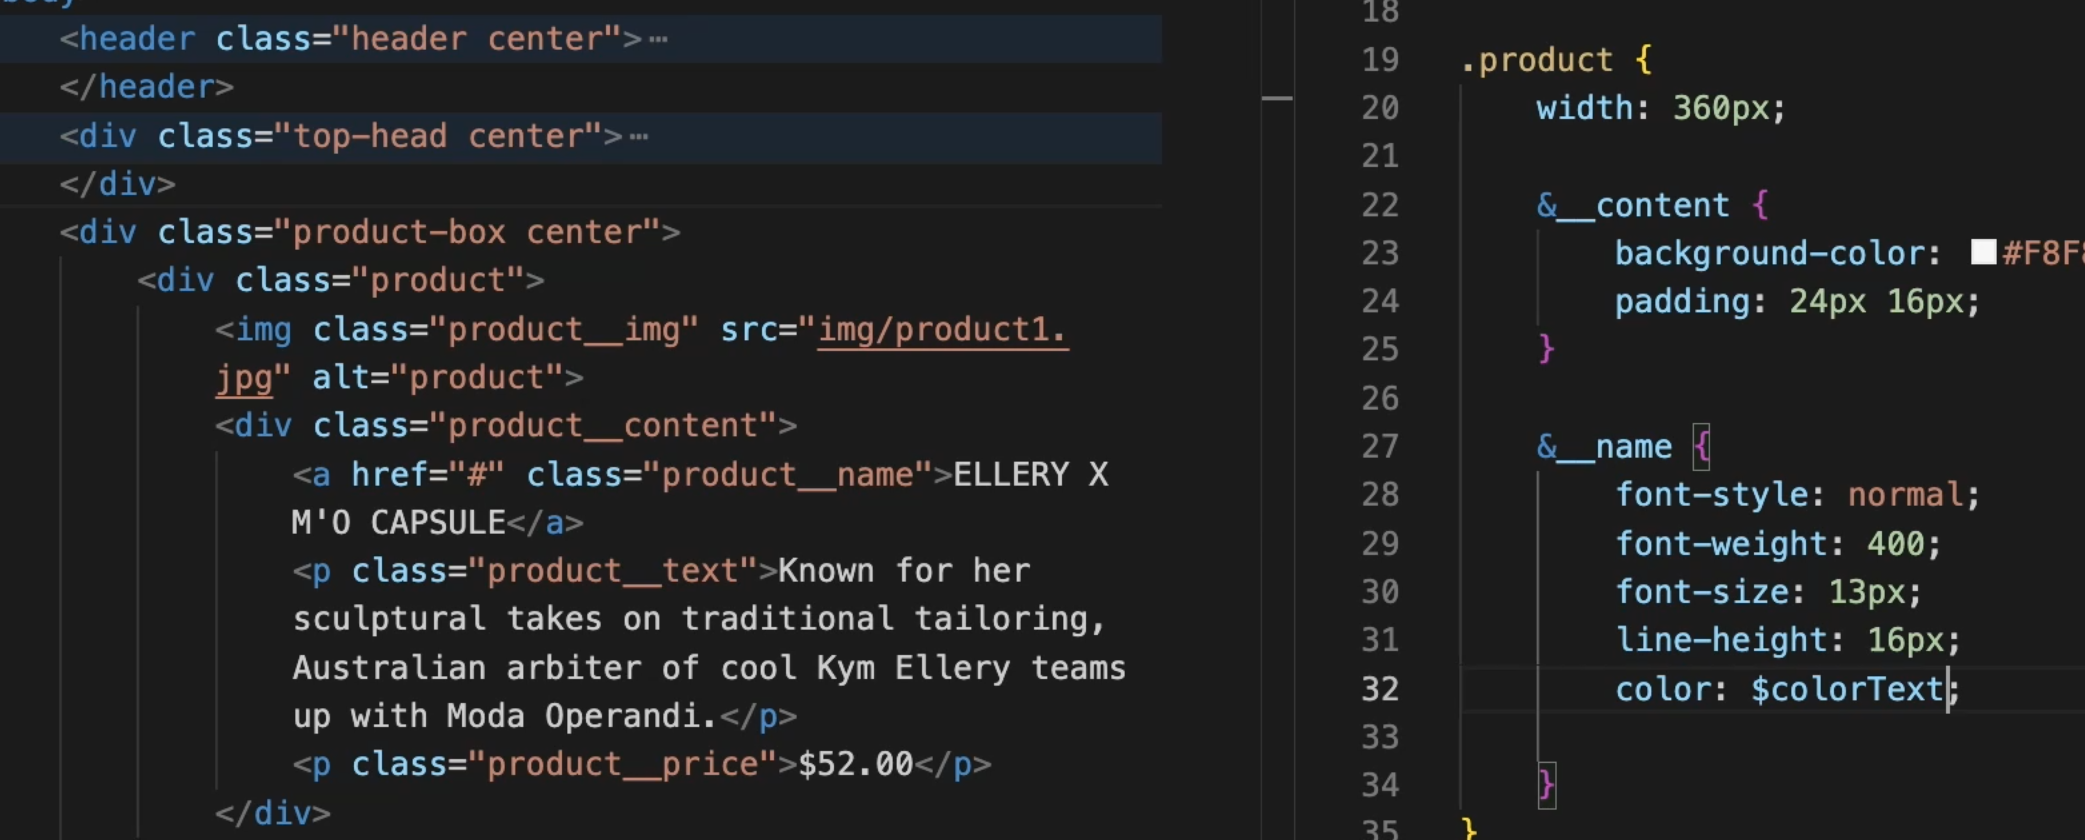 <header class="header center">…
</header>
<div class="top-head center">…
</div>
<div class="product-box center">
<div class="product">
<img class="product__img" src="img/product1.
jpg" alt="product">
<div class="product__content">
<a href="#" class="product__name">ELLERY X
M'O CAPSULE</a>
<p class="product__text">Known for her
sculptural takes on traditional tailoring,
Australian arbiter of cool Kym Ellery teams
up with Moda Operandi.</p>
<p class="product__price">$52.00</p>
</div>
18
19 .product {
20 width: 360px;
21
22 &__content {
23 background-color:
24 padding: 24px 16px;
25 }
26
27 &__name {
28 font-style: normal;
29 font-weight: 400;
30 font-size: 13px;
31 line-height: 16px;
32 color: $colorText;
33
34 }
35 }